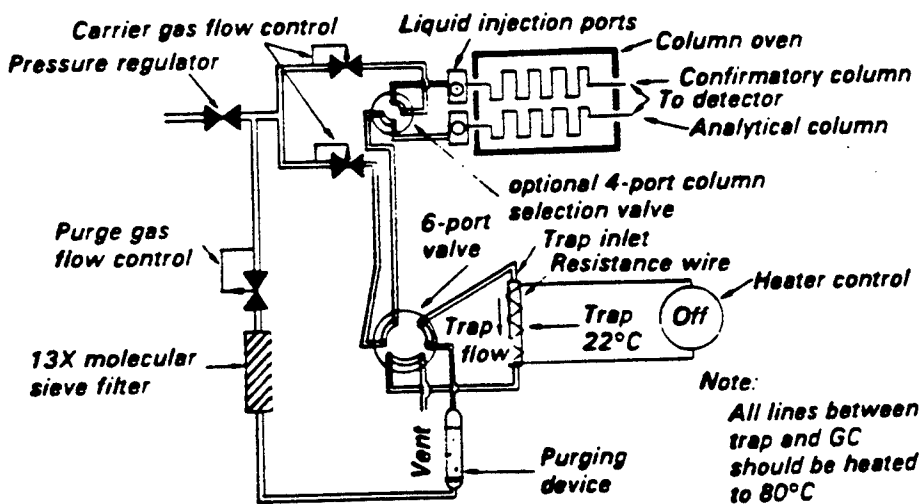 Carrier gas flow control
Pressure regulator
Liquid injection ports
Column oven
Confirmatory column
To detector
Analytical column
optional 4-port column
selection valve
6-port
valve
Trap inlet
Resistance wire
Purge gas
flow control
Heater control
Off
Trap
flow
Trap
22°C
13X molecular
sieve filter
Vent
Purging
device
Note:
All lines between
trap and GC
should be heated
to 80°C